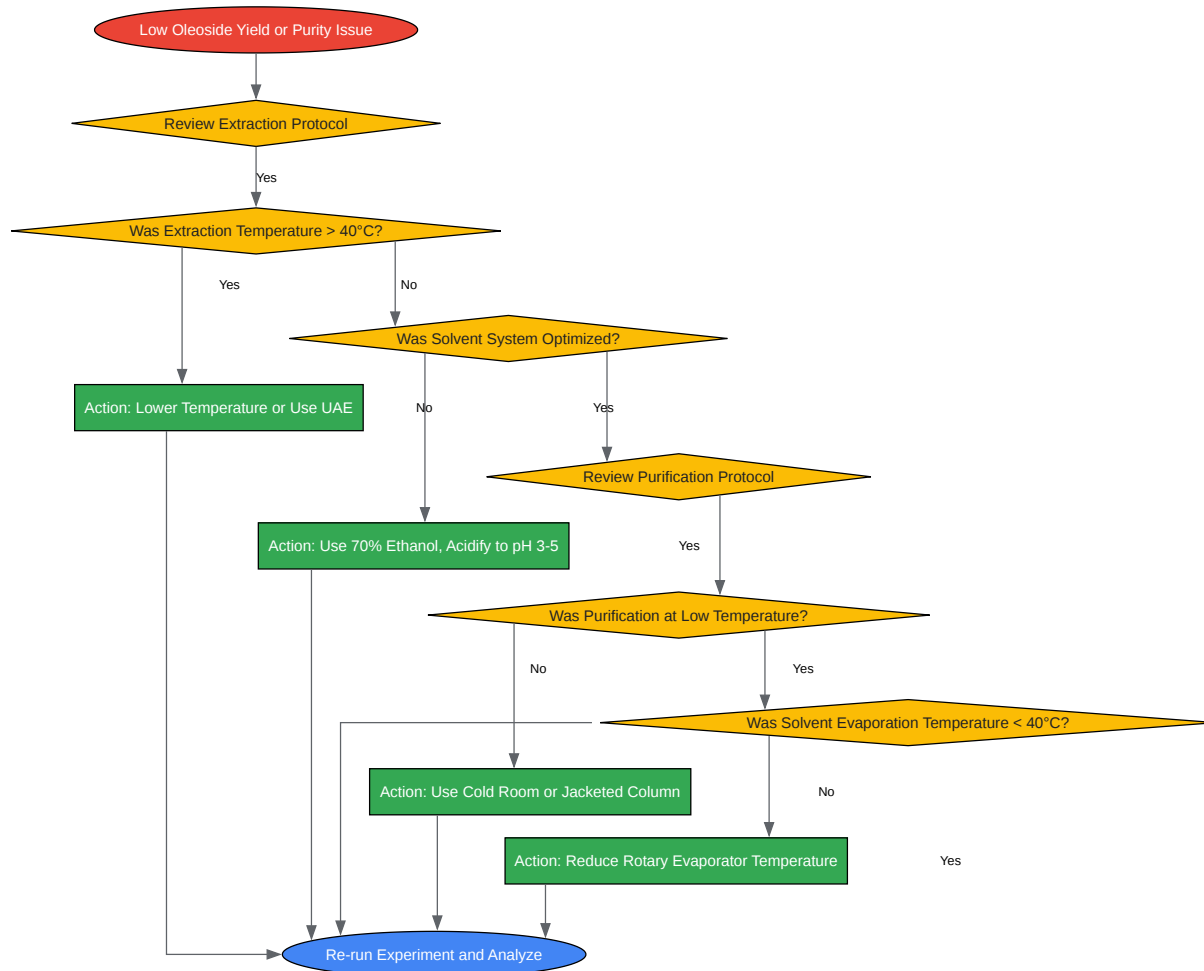 Low Oleoside Yield or Purity Issue
Review Extraction Protocol
Yes
Was Extraction Temperature > 40°C?
Yes
No
Was Solvent System Optimized?
Action: Lower Temperature or Use UAE
No
Yes
Review Purification Protocol
Action: Use 70% Ethanol, Acidify to pH 3-5
Yes
Was Purification at Low Temperature?
No
Yes
Was Solvent Evaporation Temperature < 40°C?
Action: Use Cold Room or Jacketed Column
No
Action: Reduce Rotary Evaporator Temperature
Yes
Re-run Experiment and Analyze